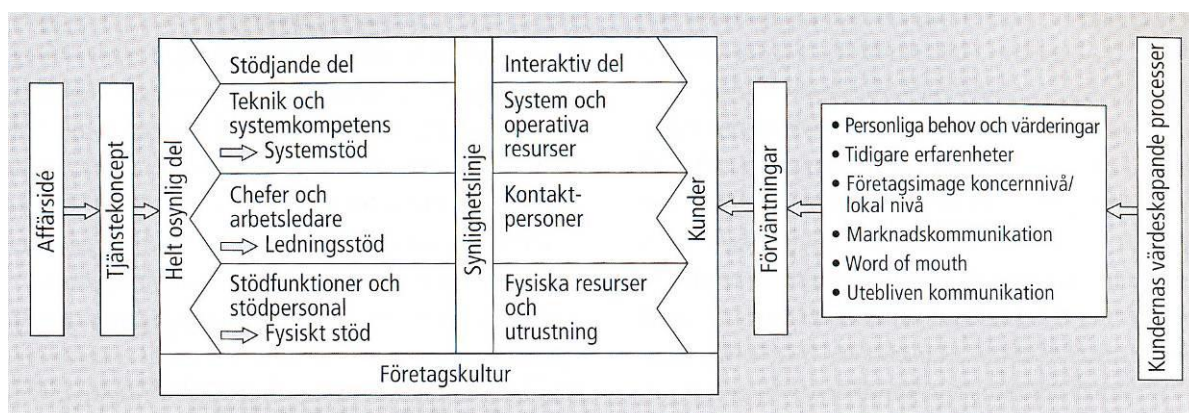 Affärsidé
Tjänstekoncept
Helt osynlig del
Stödjande del
Teknik och
systemkompetens
Systemstöd
Chefer och
arbetsledare
Ledningsstöd
Stödfunktioner och
stödpersonal
Fysiskt stöd
Synlighetslinje
Interaktiv del
System och
operativa
resurser
Kontakt-
personer
Fysiska resurser
och
utrustning
Kunder
Företagskultur
Förväntningar
• Personliga behov och värderingar
• Tidigare erfarenheter
• Företagsimage koncernnivå/
lokal nivå
• Marknadskommunikation
• Word of mouth
• Utebliven kommunikation
Kundernas värdeskapande processer